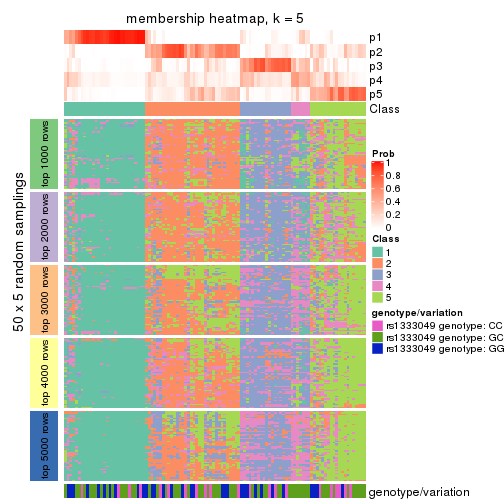 membership heatmap, k = 5
p1
p2
p3
p4
p5
Class
50 x 5 random samplings
top 1000 rows
top 2000 rows
top 3000 rows
top 4000 rows
top 5000 rows
Prob
1
0.8
0.6
0.4
0.2
0
Class
1
2
3
4
5
genotype/variation
rs1333049 genotype: CC
rs1333049 genotype: GC
rs1333049 genotype: GG
genotype/variation